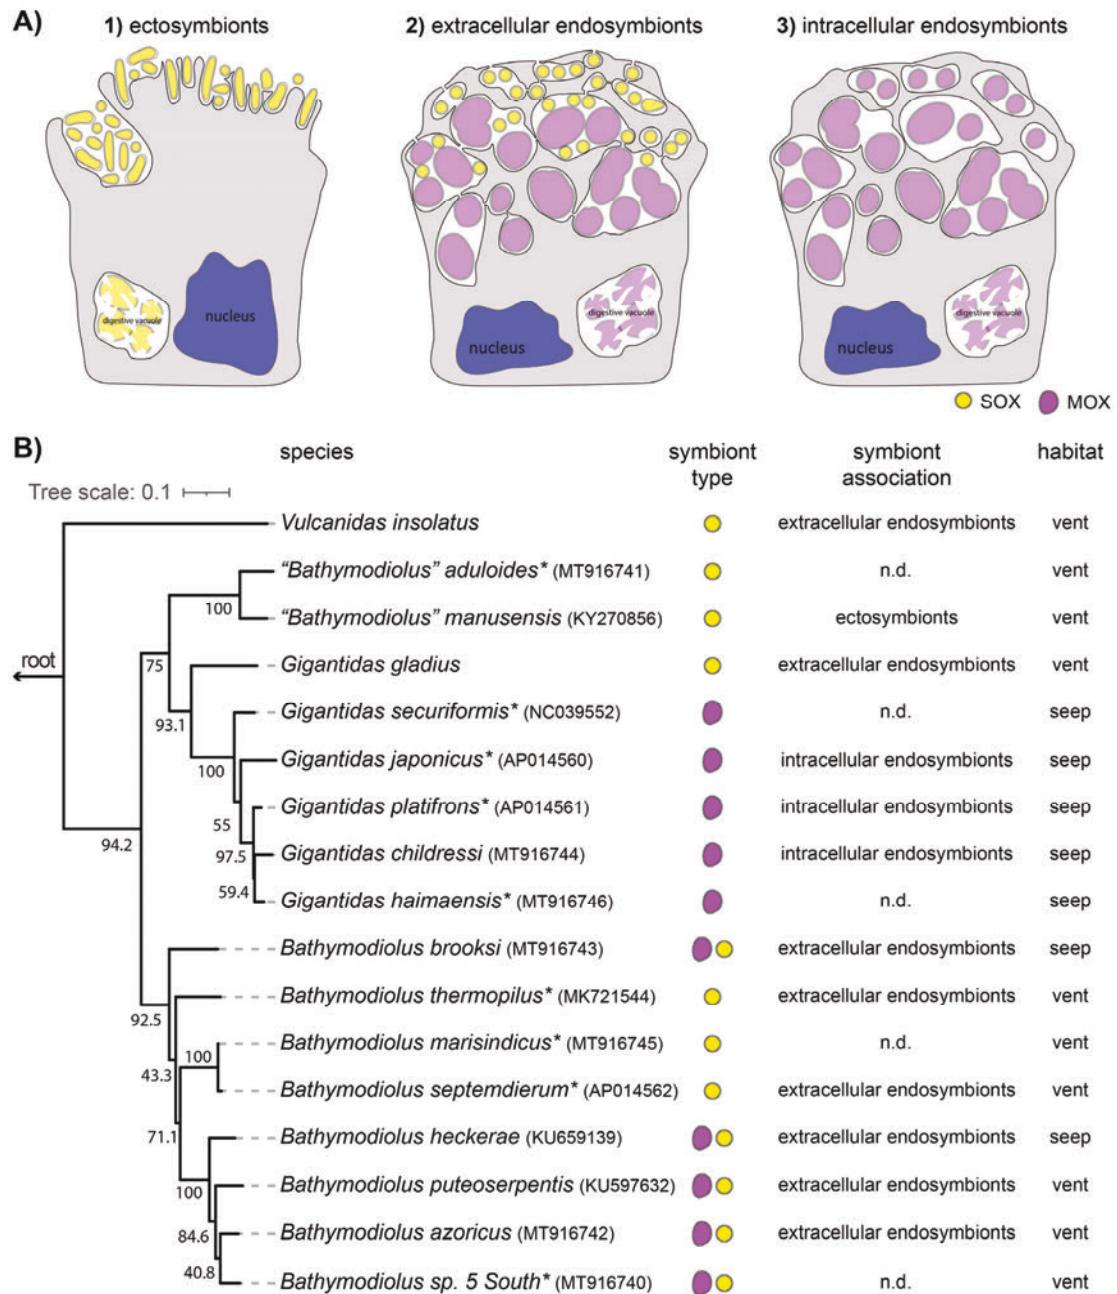 A)
1) ectosymbionts 2) extracellular endosymbionts 3) intracellular endosymbionts
digestive vacuole nucleus nucleus digestive vacuole nucleus digestive vacuole
SOX MOX
B) species symbiont type symbiont association habitat
Tree scale: 0.1
Vulcanidas insolatus extracellular endosymbionts vent
"Bathymodiolus" aduloides* (MT916741) n.d. vent
100
"Bathymodiolus" manusensis (KY270856) ectosymbionts vent
root
75
Gigantidas gladius extracellular endosymbionts vent
93.1
Gigantidas securiformis* (NC039552) n.d. seep
100
Gigantidas japonicus* (AP014560) intracellular endosymbionts seep
Gigantidas platifrons* (AP014561) intracellular endosymbionts seep
55
94.2
97.5
Gigantidas childressi (MT916744) intracellular endosymbionts seep
59.4
Gigantidas haimaensis* (MT916746) n.d. seep
Bathymodiolus brooksi (MT916743) extracellular endosymbionts seep
92.5
Bathymodiolus thermopilus* (MK721544) extracellular endosymbionts vent
43.3
100
Bathymodiolus marisindicus* (MT916745) n.d. vent
Bathymodiolus septemdierum* (AP014562) extracellular endosymbionts vent
71.1
Bathymodiolus heckerae (KU659139) extracellular endosymbionts seep
100
Bathymodiolus puteoserpentis (KU597632) extracellular endosymbionts vent
84.6
Bathymodiolus azoricus (MT916742) extracellular endosymbionts vent
40.8
Bathymodiolus sp. 5 South* (MT916740) n.d. vent